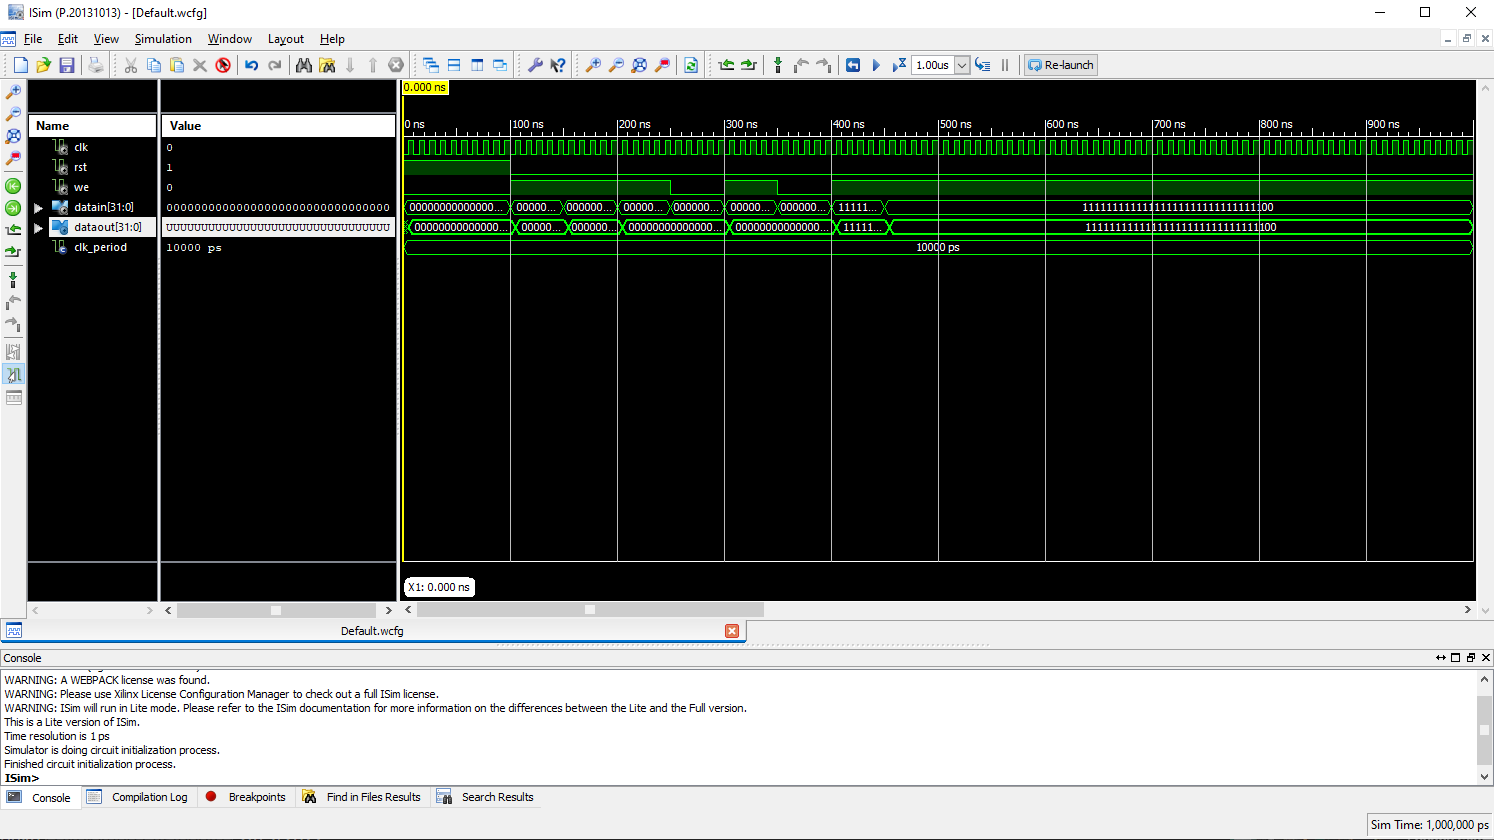 ISim (P.20131013) - [Default.wcfg]
File Edit View Simulation Window Layout Help
1.00us Re-launch
0.000 ns
Name Value
0 ns 100 ns 200 ns 300 ns 400 ns 500 ns 600 ns 700 ns 800 ns 900 ns
clk 0
rst 1
we 0
datain[31:0] 00000000000000000000000000000000 00000000000000... 00000... 000000... 00000... 000000... 00000... 000000... 11111... 11111111111111111111111111111100
dataout[31:0] UUUUUUUUUUUUUUUUUUUUUUUUUUUUUUUU 00000000000000... 00000... 000000... 00000000000000... 00000000000000... 11111... 11111111111111111111111111111100
clk_period 10000 ps 10000 ps
X1: 0.000 ns
Default.wcfg
Console
WARNING: A WEBPACK license was found.
WARNING: Please use Xilinx License Configuration Manager to check out a full ISim license.
WARNING: ISim will run in Lite mode. Please refer to the ISim documentation for more information on the differences between the Lite and the Full version.
This is a Lite version of ISim.
Time resolution is 1 ps
Simulator is doing circuit initialization process.
Finished circuit initialization process.
ISim>
Console Compilation Log Breakpoints Find in Files Results Search Results
Sim Time: 1,000,000 ps